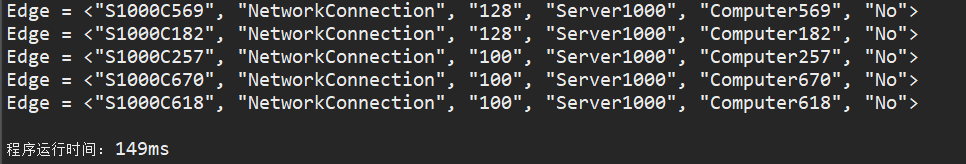 Edge = <"S1000C569", "NetworkConnection", "128", "Server1000", "Computer569", "No">
Edge = <"S1000C182", "NetworkConnection", "128", "Server1000", "Computer182", "No">
Edge = <"S1000C257", "NetworkConnection", "100", "Server1000", "Computer257", "No">
Edge = <"S1000C670", "NetworkConnection", "100", "Server1000", "Computer670", "No">
Edge = <"S1000C618", "NetworkConnection", "100", "Server1000", "Computer618", "No">
程序运行时间：149ms